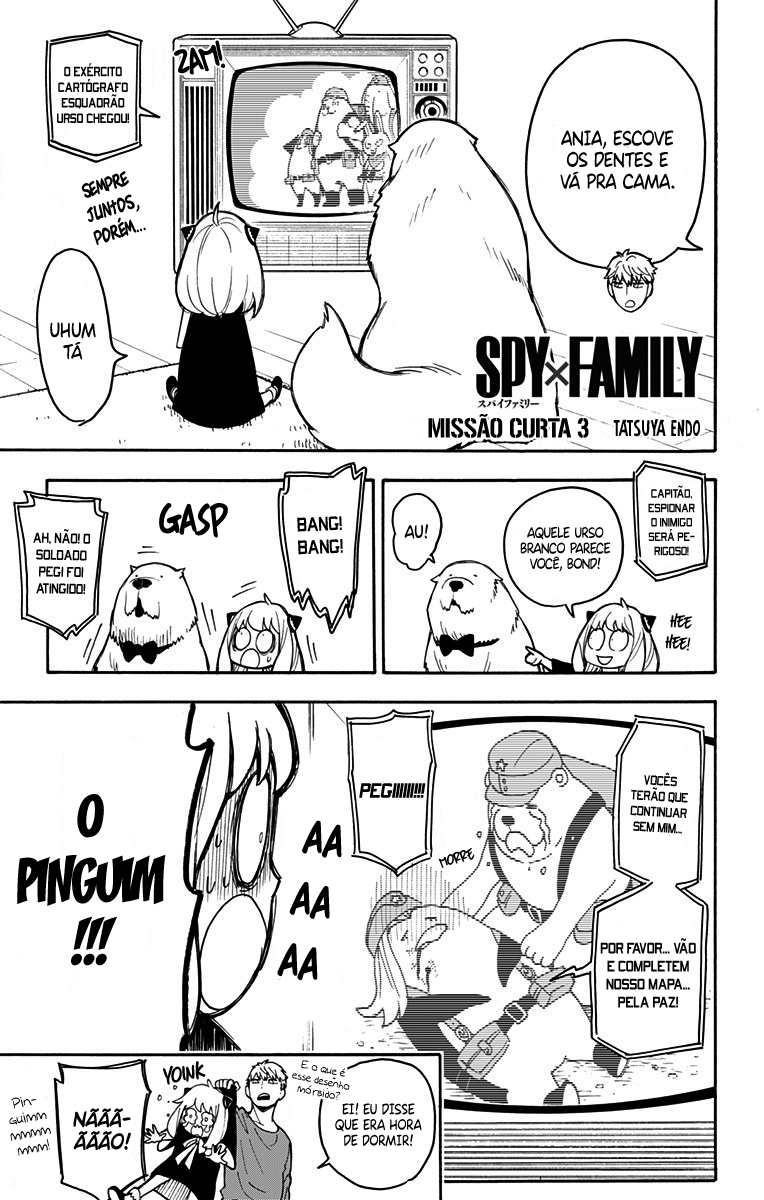 ANIA, ESCOVE
OS DENTES E
VÁ PRA CAMA.
ZAM!
O EXÉRCITO
CARTÓGRAFO
ESQUADRÃO
URSO CHEGOU!
SEMPRE
JUNTOS,
PORÉM...
UHUM
TÁ
SPY×FAMILY
スパイファミリー
MISSÃO CURTA 3 TATSUYA ENDO
CAPITÃO,
ESPIONAR
O INIMIGO
SERÁ PE-
RIGOSO!
AQUELE URSO
BRANCO PARECE
VOCÊ, BOND!
AU!
HEE
HEE!
BANG!
BANG!
GASP
AH, NÃO! O
SOLDADO
PEGI FOI
ATINGIDO!
VOCÊS
TERÃO QUE
CONTINUAR
SEM MIM...
POR FAVOR... VÃO
E COMPLETEM
NOSSO MAPA...
PELA PAZ!
PEGIIIIIII!!!
MORRE
AA
AA
AA
O
PINGUIM
!!!
E o que é
esse desenho
mórbido?
EI! EU DISSE
QUE ERA HORA
DE DORMIR!
YOINK
NÃÃÃ-
ÃÃÃO!
Pin-
guimm
mmmm
mmm!